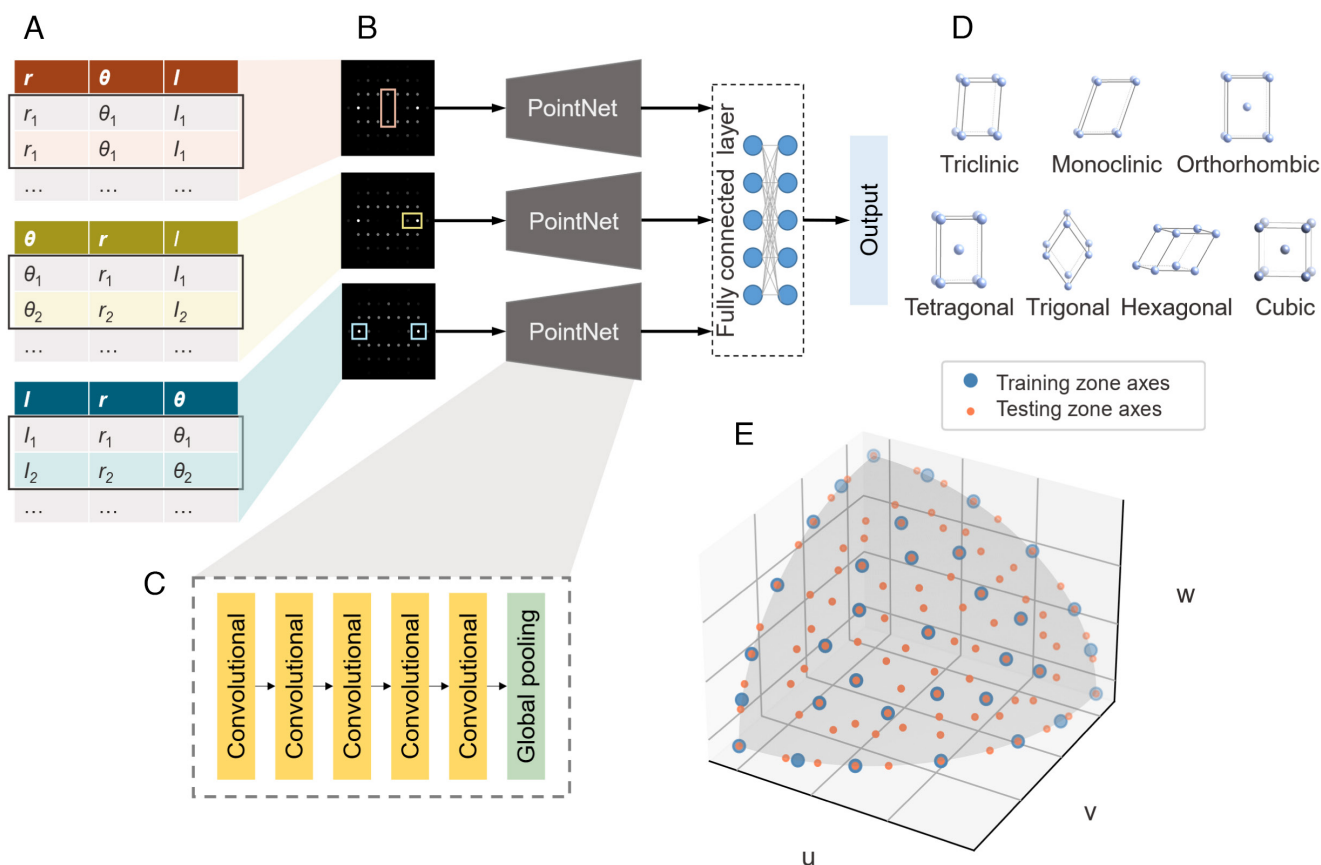 A
r θ I
r1 θ1 I1
r1 θ1 I1
... ... ...
θ r I
θ1 r1 I1
θ2 r2 I2
... ... ...
I r θ
I1 r1 θ1
I2 r2 θ2
... ... ...
B
PointNet
PointNet
PointNet
Fully connected layer
Output
C
Convolutional
Convolutional
Convolutional
Convolutional
Convolutional
Global pooling
D
Triclinic Monoclinic Orthorhombic
Tetragonal Trigonal Hexagonal Cubic
Training zone axes
Testing zone axes
E
w
v
u